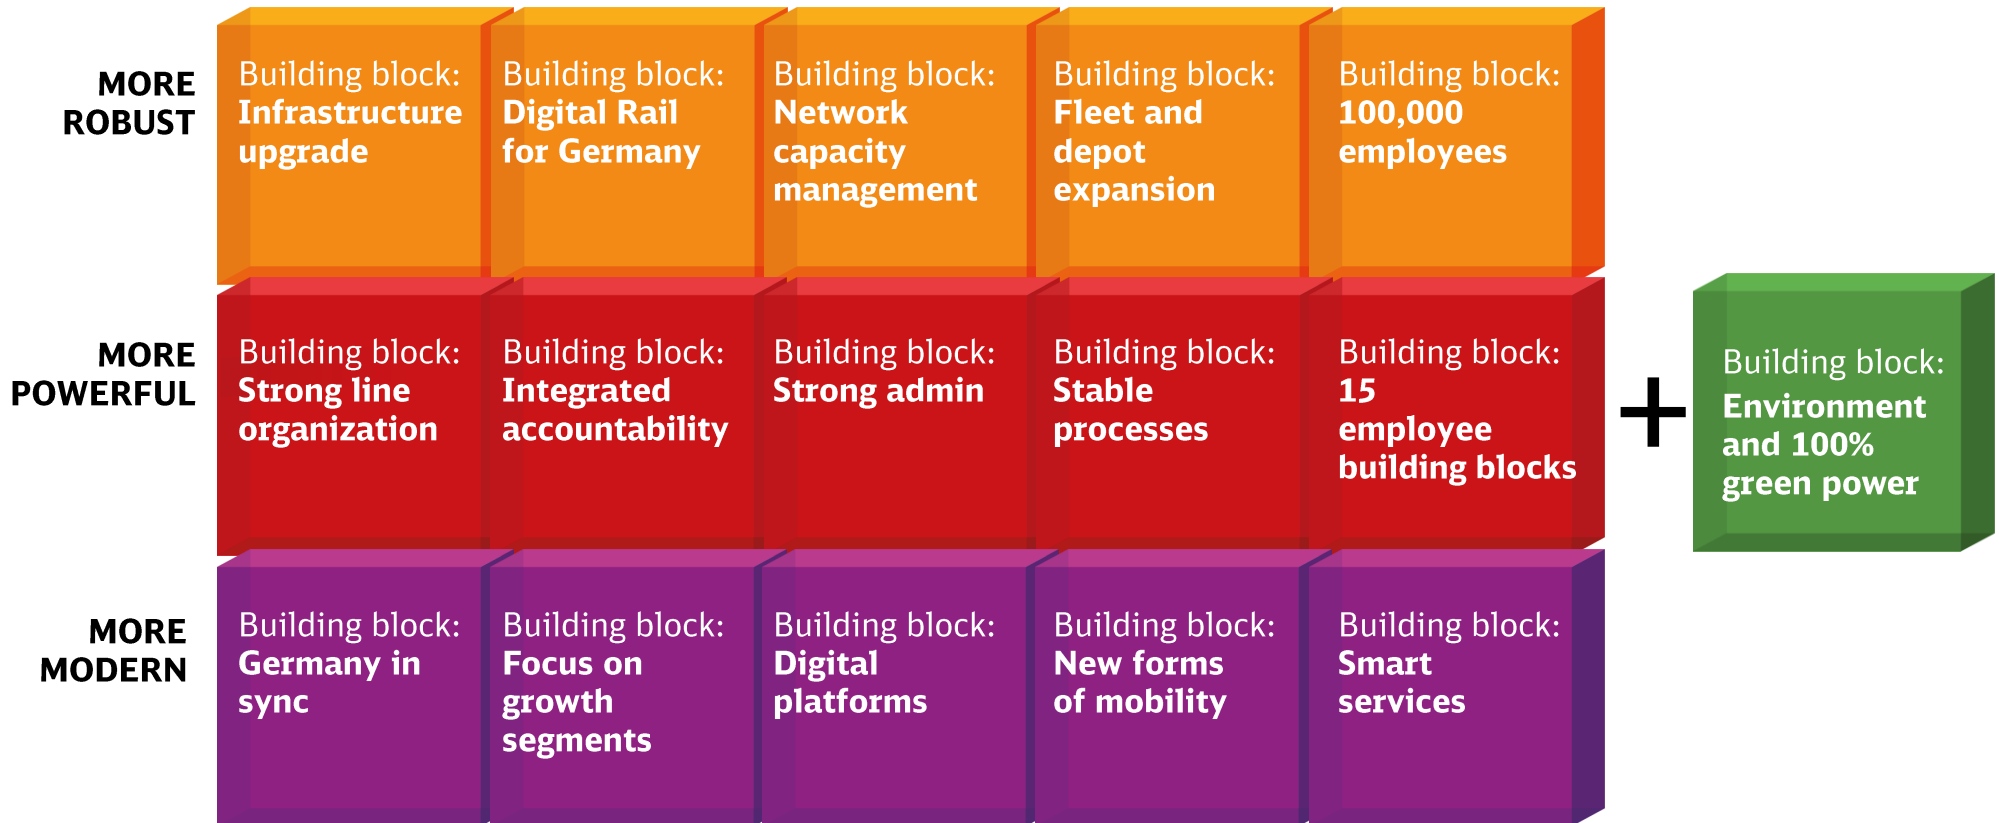 MORE
ROBUST
Building block:
Infrastructure
upgrade
Building block:
Digital Rail
for Germany
Building block:
Network
capacity
management
Building block:
Fleet and
depot
expansion
Building block:
100,000
employees
MORE
POWERFUL
Building block:
Strong line
organization
Building block:
Integrated
accountability
Building block:
Strong admin
Building block:
Stable
processes
Building block:
15
employee
building blocks
+
Building block:
Environment
and 100%
green power
MORE
MODERN
Building block:
Germany in
sync
Building block:
Focus on
growth
segments
Building block:
Digital
platforms
Building block:
New forms
of mobility
Building block:
Smart
services